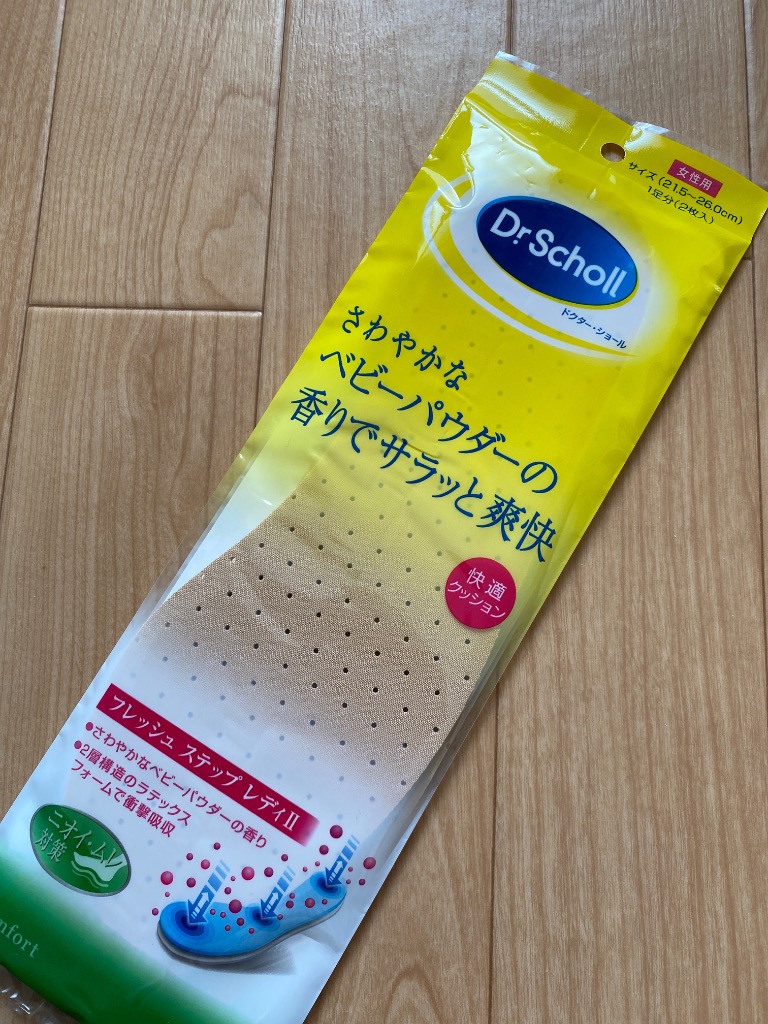 女性用
サイズ(21.5〜26.0cm)
1足分(2枚入)
Dr.Scholl
ドクター・ショール
さわやかな
ベビーパウダーの
香りでサラッと爽快
快適
クッション
フレッシュ ステップ レディII
●さわやかなベビーパウダーの香り
●2層構造のラテックス
フォームで衝撃吸収
ニオイ・ムレ
対策